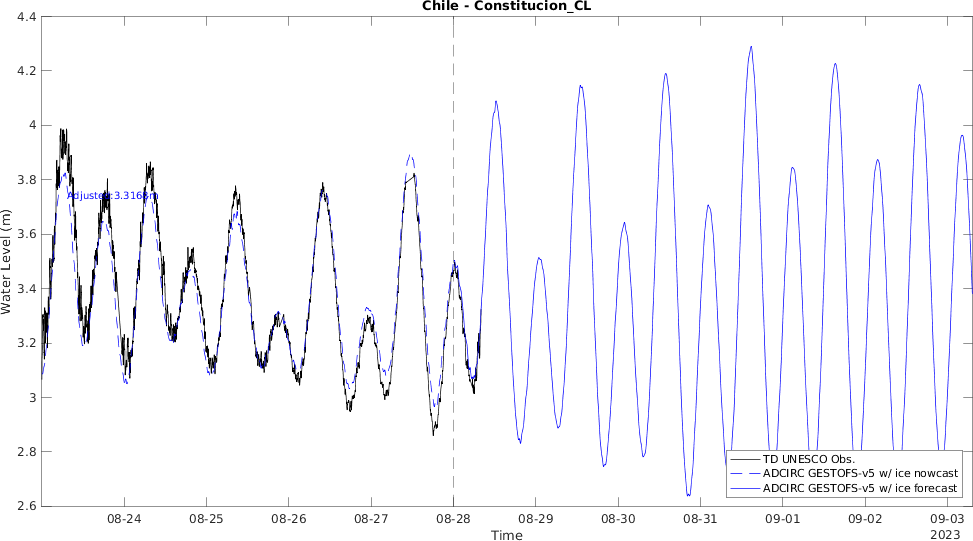 Chile - Constitucion_CL
4.4
4.2
4
3.8
3.6
3.4
3.2
3
2.8
2.6
Water Level (m)
Adjusted:3.3168m
TD UNESCO Obs.
ADCIRC GESTOFS-v5 w/ ice nowcast
ADCIRC GESTOFS-v5 w/ ice forecast
08-24 08-25 08-26 08-27 08-28 08-29 08-30 08-31 09-01 09-02 09-03
Time 2023